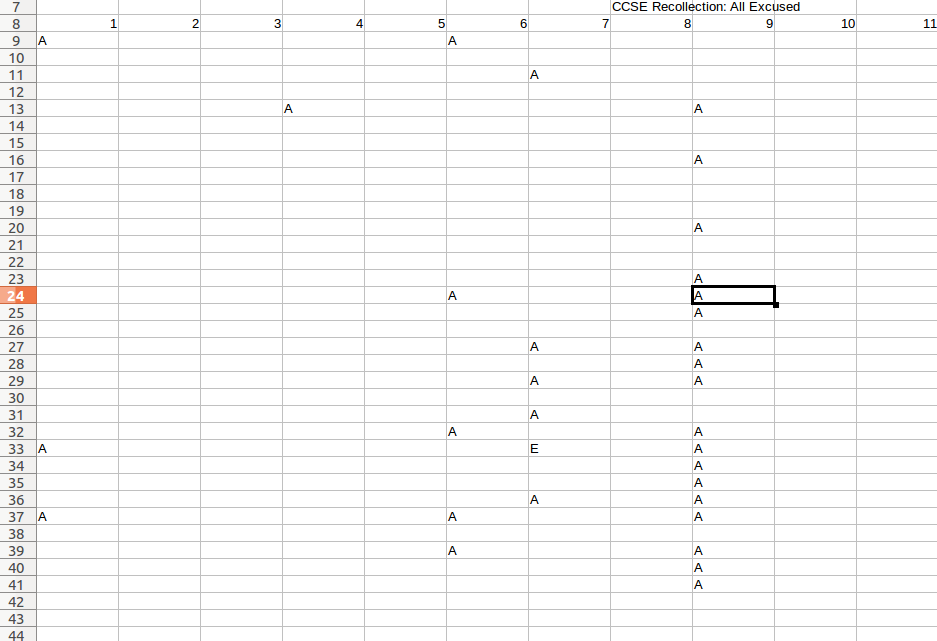 7 CCSE Recollection: All Excused
8 1 2 3 4 5 6 7 8 9 10 11
9 A A
10
11 A
12
13 A A
14
15
16 A
17
18
19
20 A
21
22
23 A
24 A A
25 A
26
27 A A
28 A
29 A A
30
31 A
32 A A
33 A E A
34 A
35 A
36 A A
37 A A A
38
39 A A
40 A
41 A
42
43
44